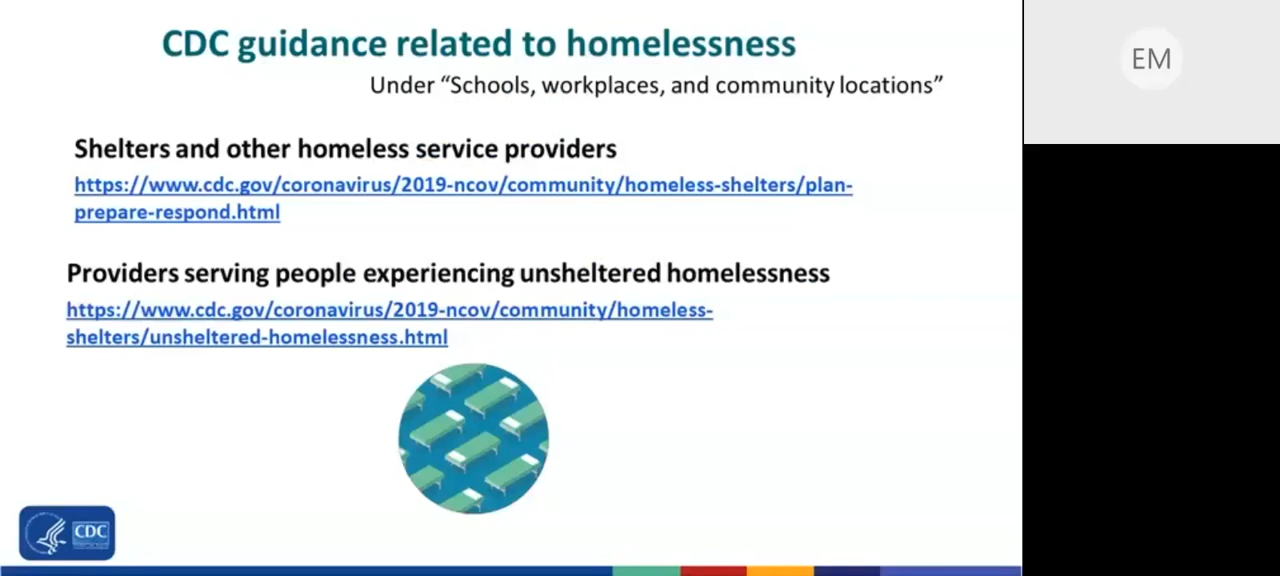 CDC guidance related to homelessness
Under “Schools, workplaces, and community locations”
EM
Shelters and other homeless service providers
https://www.cdc.gov/coronavirus/2019-ncov/community/homeless-shelters/plan-
prepare-respond.html
Providers serving people experiencing unsheltered homelessness
https://www.cdc.gov/coronavirus/2019-ncov/community/homeless-
shelters/unsheltered-homelessness.html
CDC